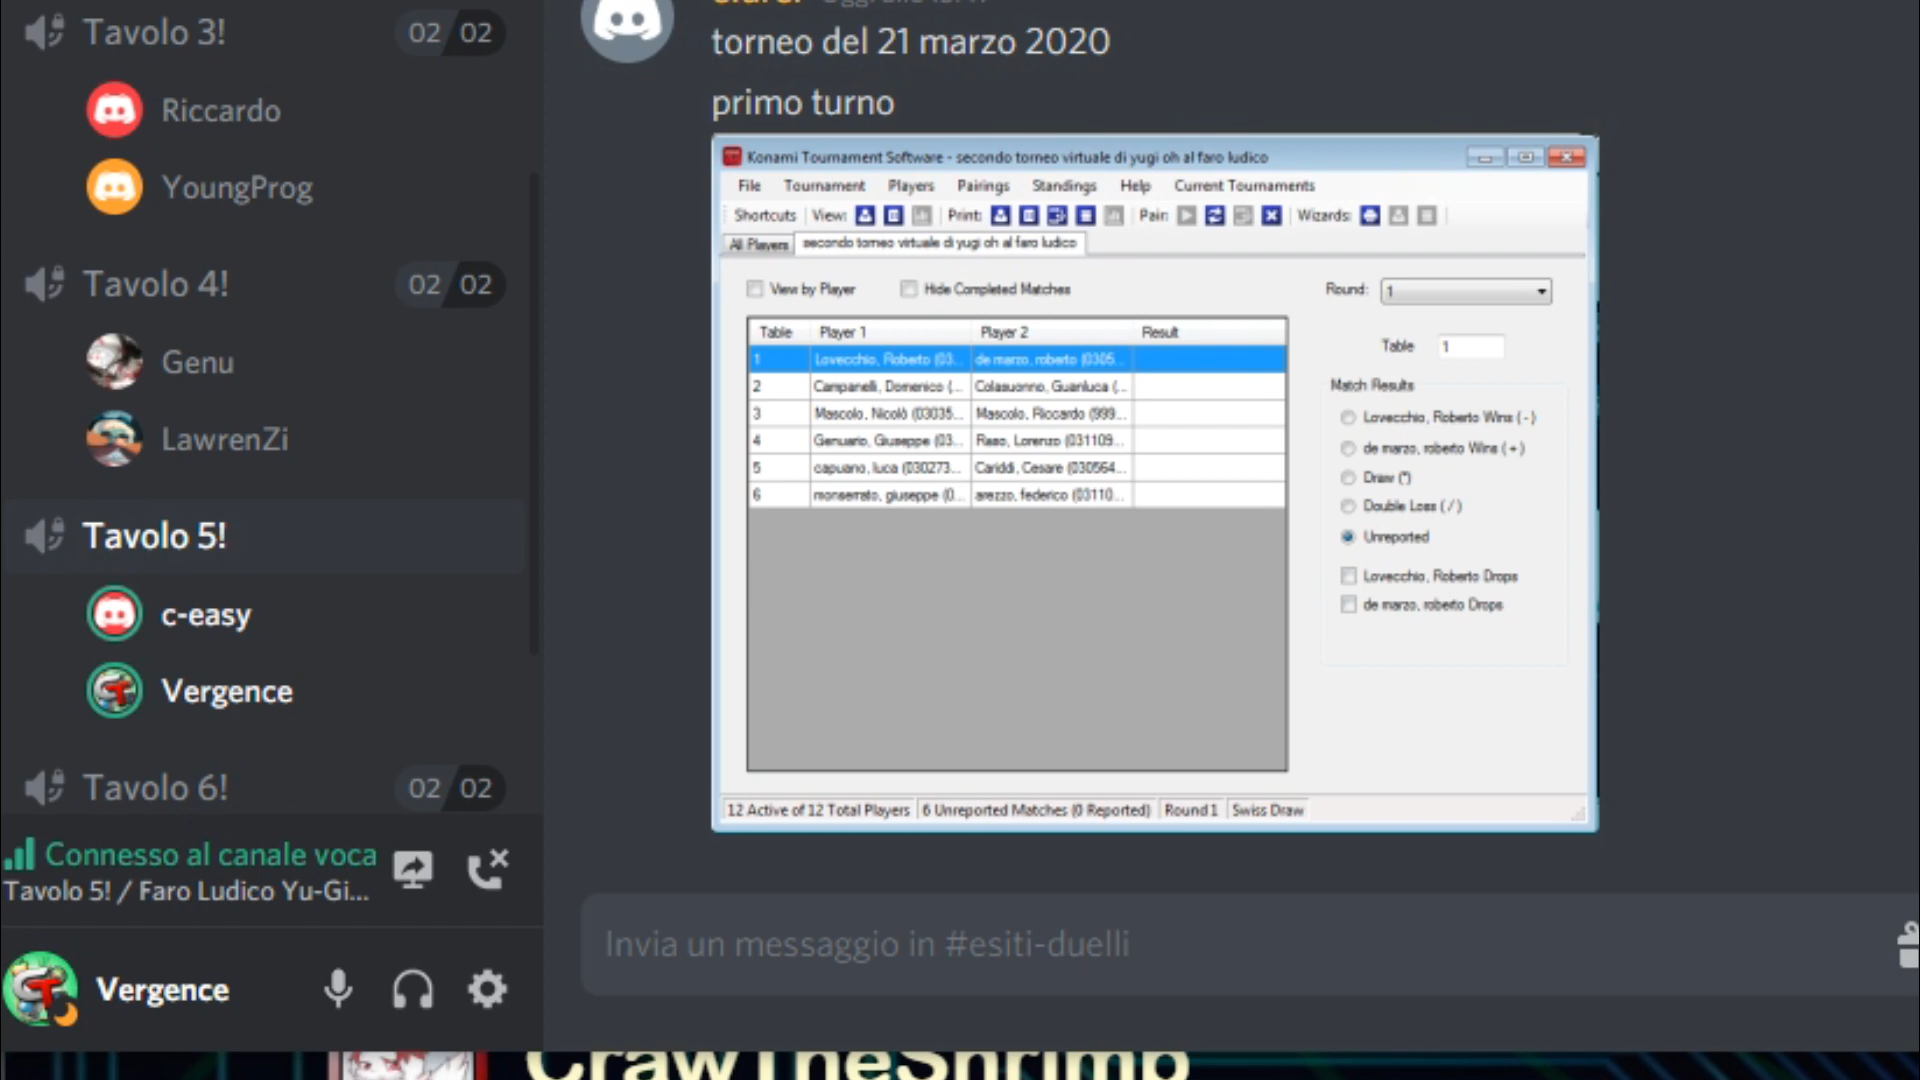 Tavolo 3!
02 02
Riccardo
YoungProg
Tavolo 4!
02 02
Genu
LawrenZi
Tavolo 5!
c-easy
Vergence
Tavolo 6!
02 02
Connesso al canale voca
Tavolo 5! / Faro Ludico Yu-Gi...
Vergence
torneo del 21 marzo 2020
primo turno
Konami Tournament Software - secondo torneo virtuale di yugi oh al faro ludico
File Tournament Players Pairings Standings Help Current Tournaments
Shortcuts View: Print: Pair: Wizards:
All Players secondo torneo virtuale di yugi oh al faro ludico
View by Player Hide Completed Matches
Round: 1
Table Player 1 Player 2 Result
1 Lovecchio, Roberto (03... de marzo, roberto (0305...
2 Campanelli, Domenico (... Colasuonno, Guanluca (...
3 Mascolo, Nicolò (03035... Mascolo, Riccardo (999...
4 Genuario, Giuseppe (03... Raso, Lorenzo (031109...
5 capuano, luca (030273... Cariddi, Cesare (030564...
6 monserrato, giuseppe (0... arezzo, federico (03110...
Table 1
Match Results
Lovecchio, Roberto Wins ( - )
de marzo, roberto Wins ( + )
Draw (*)
Double Loss ( / )
Unreported
Lovecchio, Roberto Drops
de marzo, roberto Drops
12 Active of 12 Total Players 6 Unreported Matches (0 Reported) Round 1 Swiss Draw
Invia un messaggio in #esiti-duelli
CrawTheShrimp